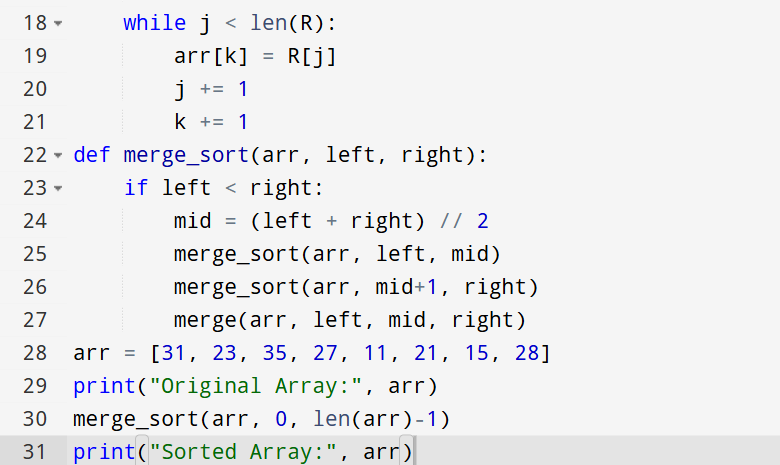 18 while j < len(R):
19 arr[k] = R[j]
20 j += 1
21 k += 1
22 def merge_sort(arr, left, right):
23 if left < right:
24 mid = (left + right) // 2
25 merge_sort(arr, left, mid)
26 merge_sort(arr, mid+1, right)
27 merge(arr, left, mid, right)
28 arr = [31, 23, 35, 27, 11, 21, 15, 28]
29 print("Original Array:", arr)
30 merge_sort(arr, 0, len(arr)-1)
31 print("Sorted Array:", arr)